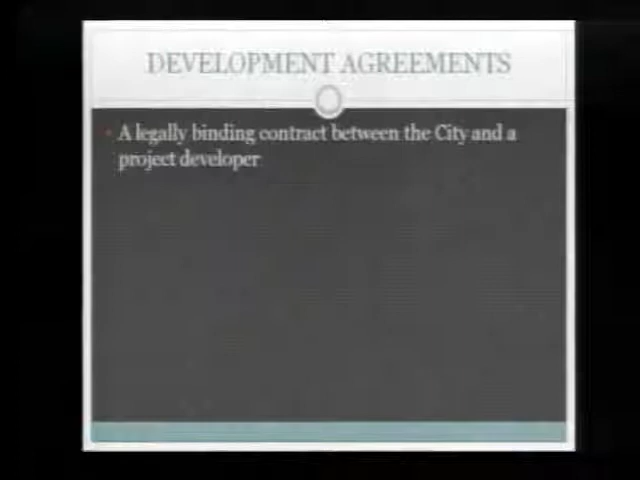 DEVELOPMENT AGREEMENTS
A legally binding contract between the City and a
project developer